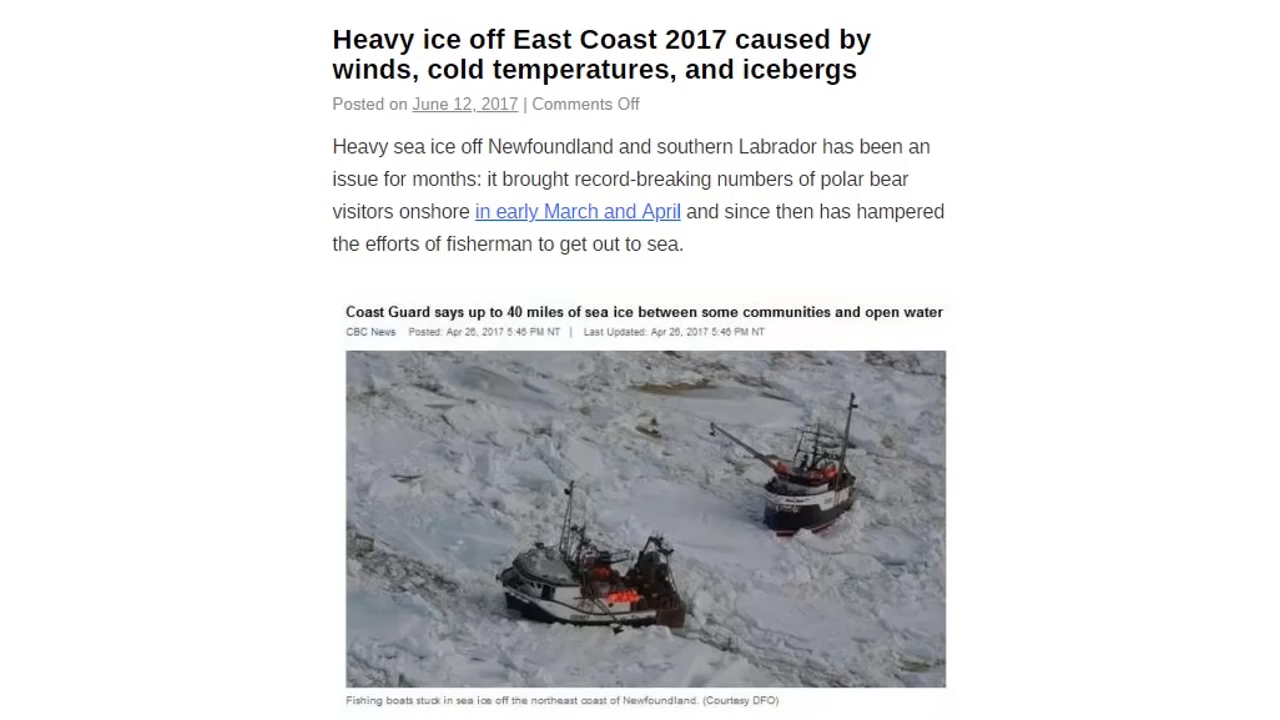 Heavy ice off East Coast 2017 caused by
winds, cold temperatures, and icebergs
Posted on June 12, 2017 | Comments Off
Heavy sea ice off Newfoundland and southern Labrador has been an
issue for months: it brought record-breaking numbers of polar bear
visitors onshore in early March and April and since then has hampered
the efforts of fisherman to get out to sea.
Coast Guard says up to 40 miles of sea ice between some communities and open water
CBC News Posted: Apr 26, 2017 5:46 PM NT | Last Updated: Apr 26, 2017 5:46 PM NT
Fishing boats stuck in sea ice off the northeast coast of Newfoundland. (Courtesy DFO)